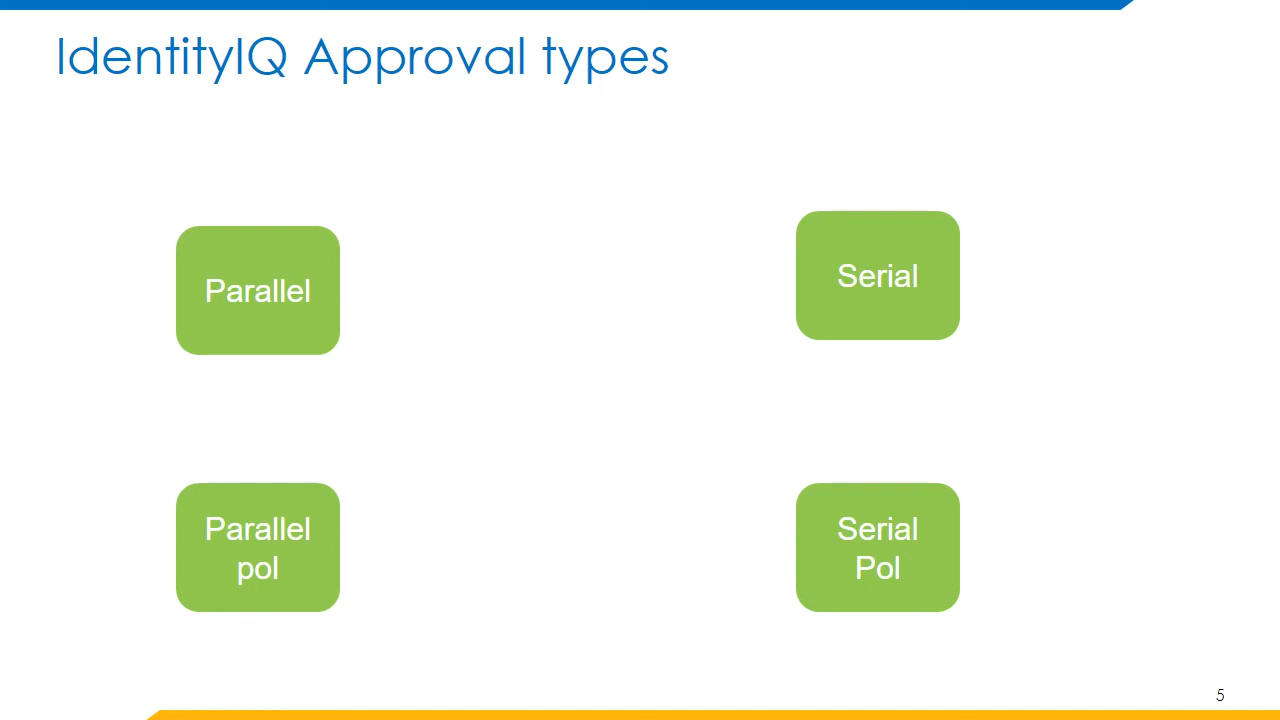 IdentityIQ Approval types
Parallel
Serial
Parallel
pol
Serial
Pol
5